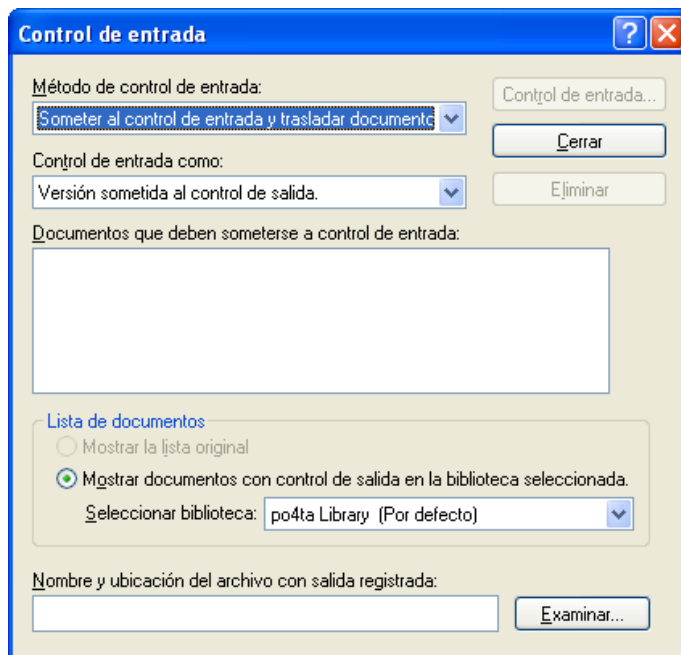 Control de entrada
Método de control de entrada:
Control de entrada...
Someter al control de entrada y trasladar documento
Cerrar
Control de entrada como:
Versión sometida al control de salida.
Eliminar
Documentos que deben someterse a control de entrada:
Lista de documentos
Mostrar la lista original
Mostrar documentos con control de salida en la biblioteca seleccionada.
Seleccionar biblioteca: po4ta Library (Por defecto)
Nombre y ubicación del archivo con salida registrada:
Examinar...